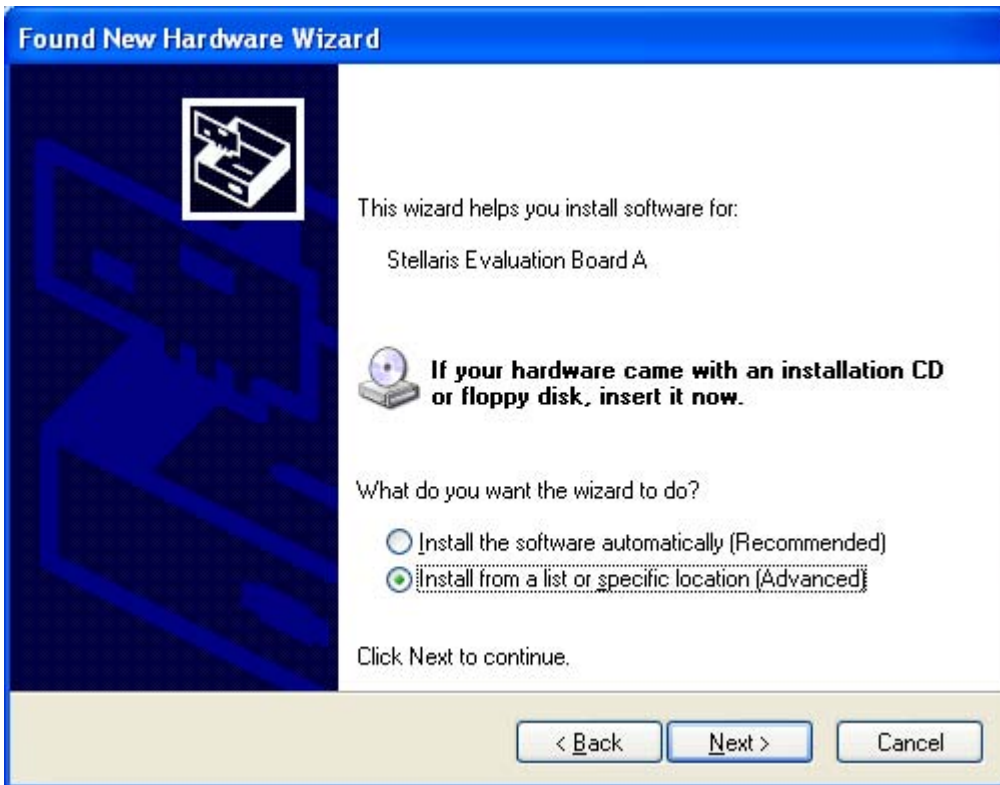 Found New Hardware Wizard
This wizard helps you install software for:
Stellaris Evaluation Board A
If your hardware came with an installation CD
or floppy disk, insert it now.
What do you want the wizard to do?
Install the software automatically (Recommended)
Install from a list or specific location (Advanced)
Click Next to continue.
< Back
Next >
Cancel